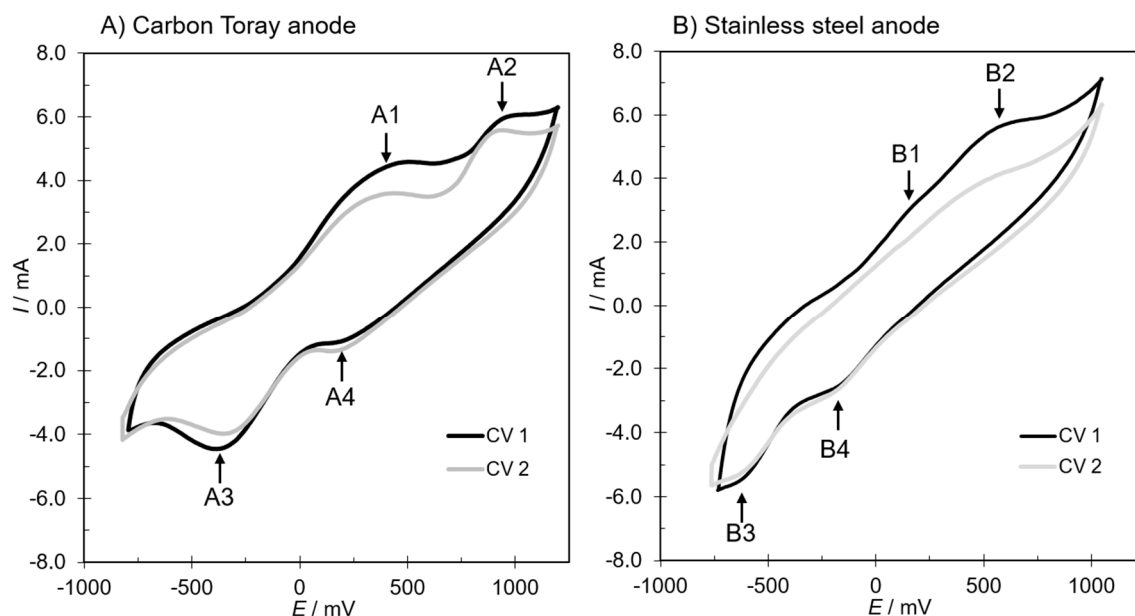 A) Carbon Toray anode
8.0
6.0
4.0
2.0
0.0
-2.0
-4.0
-6.0
-8.0
I / mA
A1
A2
A3
A4
CV 1
CV 2
-1000
-500
0
500
1000
E / mV
B) Stainless steel anode
8.0
6.0
4.0
2.0
0.0
-2.0
-4.0
-6.0
-8.0
I / mA
B1
B2
B3
B4
CV 1
CV 2
-1000
-500
0
500
1000
E / mV